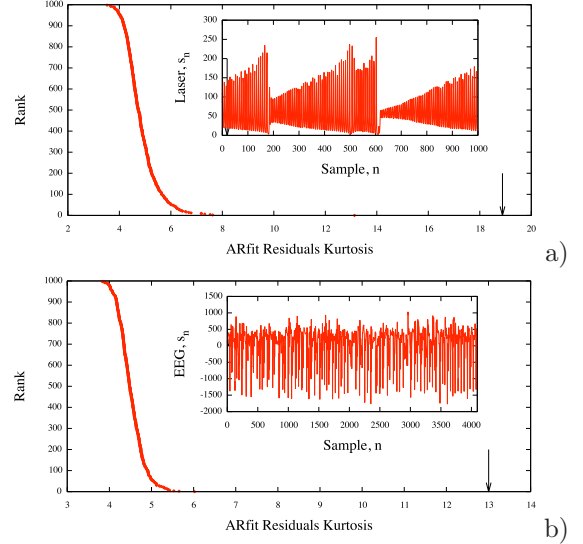 1000
900
800
700
600
500
400
300
200
100
0
Rank
2 4 6 8 10 12 14 16 18 20
ARfit Residuals Kurtosis
300
250
200
150
100
50
0
Laser, sn
0 100 200 300 400 500 600 700 800 900 1000
Sample, n
a)
1000
900
800
700
600
500
400
300
200
100
0
Rank
3 4 5 6 7 8 9 10 11 12 13 14
ARfit Residuals Kurtosis
1500
1000
500
0
-500
-1000
-1500
-2000
EEG, sn
0 500 1000 1500 2000 2500 3000 3500 4000
Sample, n
b)